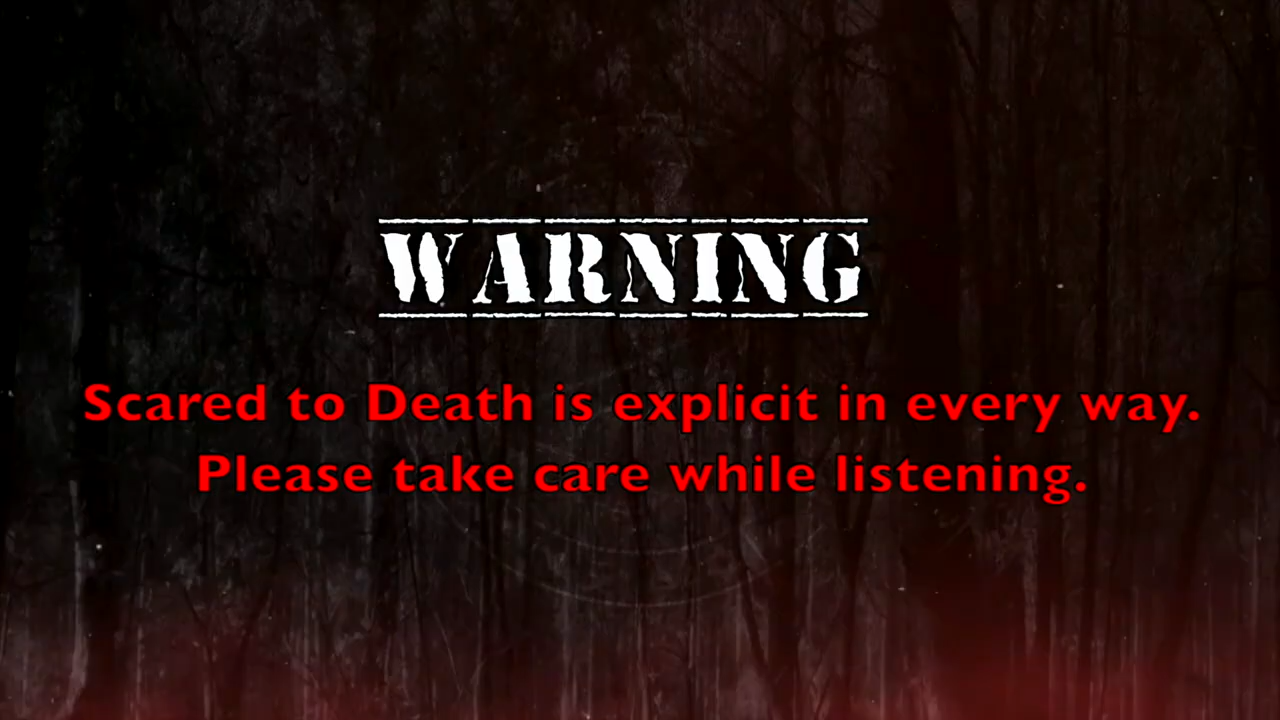 WARNING
Scared to Death is explicit in every way.
Please take care while listening.